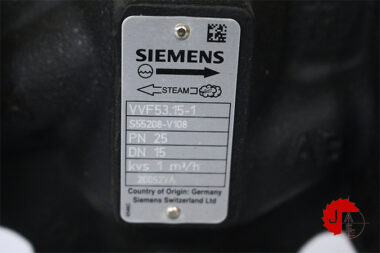 SIEMENS
STEAM
VVF53.15-1
S55208-V108
PN 25
DN 15
kvs 1 m³/h
Country of Origin: Germany
Siemens Switzerland Ltd